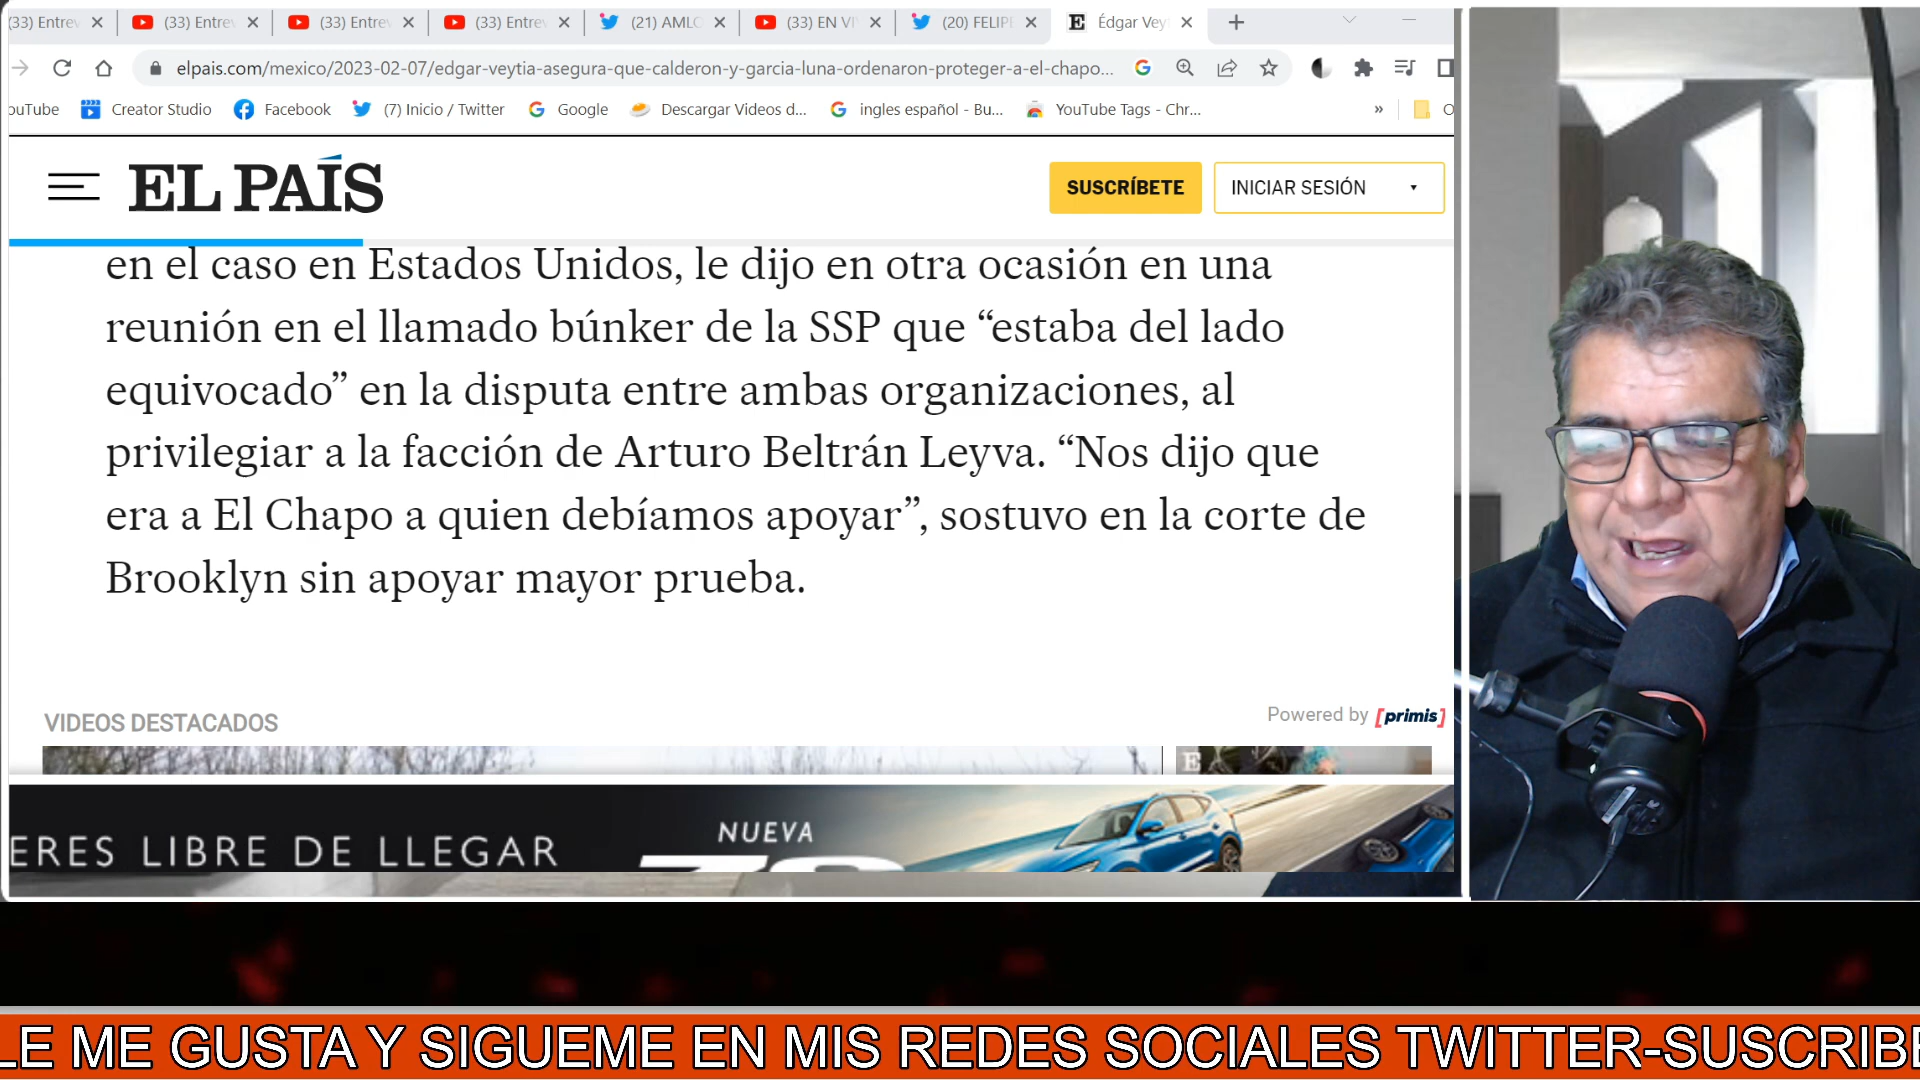 (33) Entrev
(33) Entrev
(33) Entrev
(33) Entrev
(21) AMLO
(33) EN VI
(20) FELIPE
Édgar Vey
elpais.com/mexico/2023-02-07/edgar-veytia-asegura-que-calderon-y-garcia-luna-ordenaron-proteger-a-el-chapo...
ouTube
Creator Studio
Facebook
(7) Inicio / Twitter
Google
Descargar Videos d...
ingles español - Bu...
YouTube Tags - Chr...
»
O
EL PAÍS
SUSCRÍBETE
INICIAR SESIÓN
en el caso en Estados Unidos, le dijo en otra ocasión en una
reunión en el llamado búnker de la SSP que “estaba del lado
equivocado” en la disputa entre ambas organizaciones, al
privilegiar a la facción de Arturo Beltrán Leyva. “Nos dijo que
era a El Chapo a quien debíamos apoyar”, sostuvo en la corte de
Brooklyn sin apoyar mayor prueba.
VIDEOS DESTACADOS
Powered by [primis]
E
ERES LIBRE DE LLEGAR
NUEVA
LE ME GUSTA Y SIGUEME EN MIS REDES SOCIALES TWITTER-SUSCRIBE